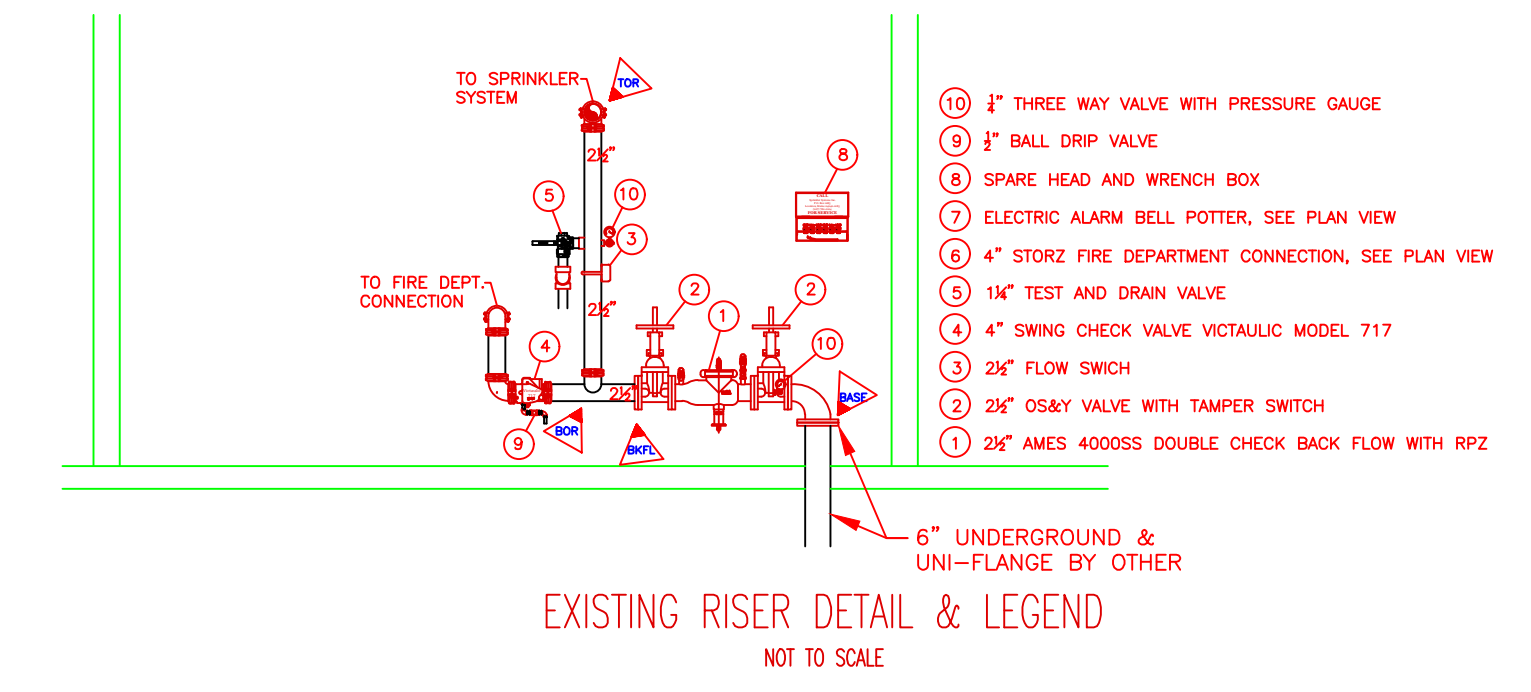 TO SPRINKLER
SYSTEM
TOR
2½"
8
5
10
3
CALL
FOR SERVICE
TO FIRE DEPT.
CONNECTION
2½"
2
2
1
4
10
2½"
BASE
9
BOR
BKFL
10 ¼" THREE WAY VALVE WITH PRESSURE GAUGE
9 ½" BALL DRIP VALVE
8 SPARE HEAD AND WRENCH BOX
7 ELECTRIC ALARM BELL POTTER, SEE PLAN VIEW
6 4" STORZ FIRE DEPARTMENT CONNECTION, SEE PLAN VIEW
5 1¼" TEST AND DRAIN VALVE
4 4" SWING CHECK VALVE VICTAULIC MODEL 717
3 2½" FLOW SWICH
2 2½" OS&Y VALVE WITH TAMPER SWITCH
1 2½" AMES 4000SS DOUBLE CHECK BACK FLOW WITH RPZ
6" UNDERGROUND &
UNI-FLANGE BY OTHER
EXISTING RISER DETAIL & LEGEND
NOT TO SCALE